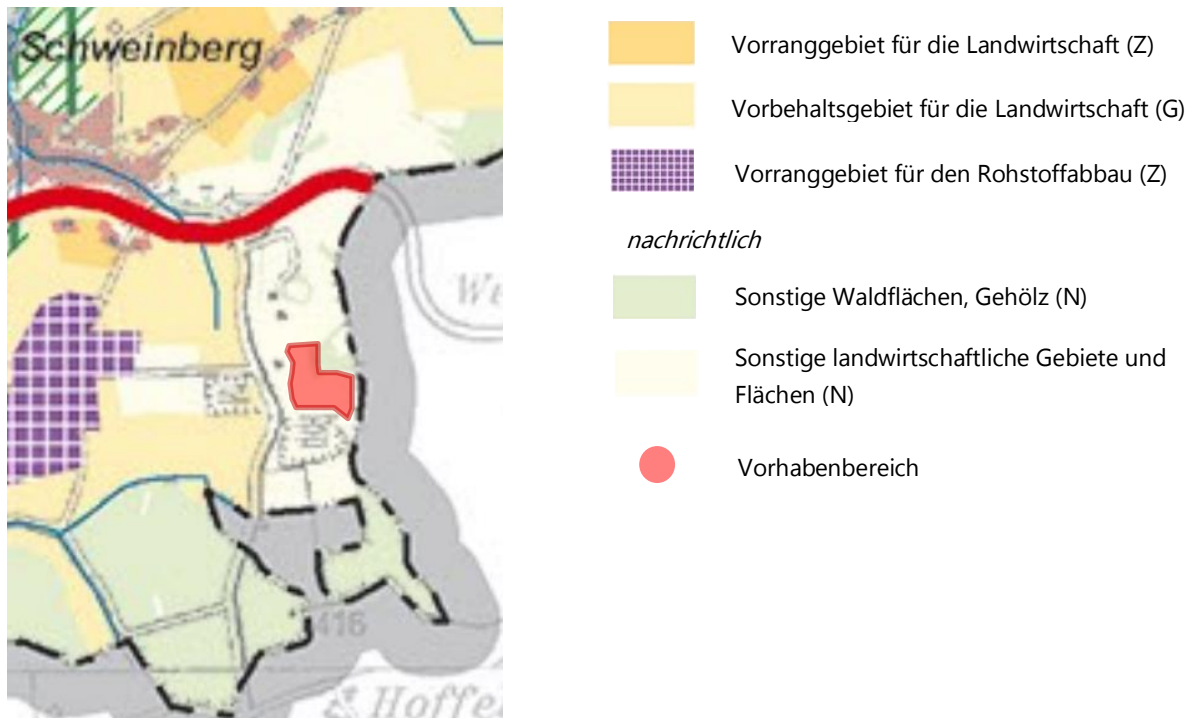 Schweinberg
416
Vorranggebiet für die Landwirtschaft (Z)
Vorbehaltsgebiet für die Landwirtschaft (G)
Vorranggebiet für den Rohstoffabbau (Z)
nachrichtlich
Sonstige Waldflächen, Gehölz (N)
Sonstige landwirtschaftliche Gebiete und
Flächen (N)
Vorhabenbereich